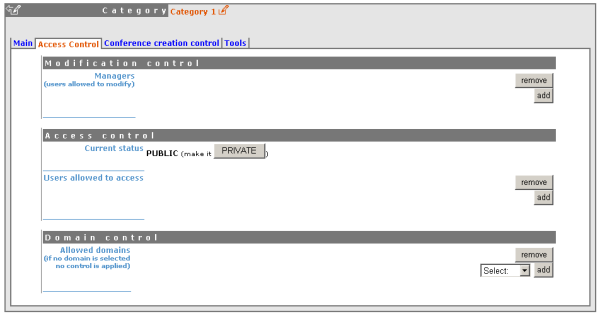 Category Category 1
Main Access Control Conference creation control Tools
Modification control
Managers
(users allowed to modify)
remove
add
Access control
Current status PUBLIC (make it PRIVATE )
Users allowed to access
remove
add
Domain control
Allowed domains
(if no domain is selected
no control is applied)
remove
Select: add